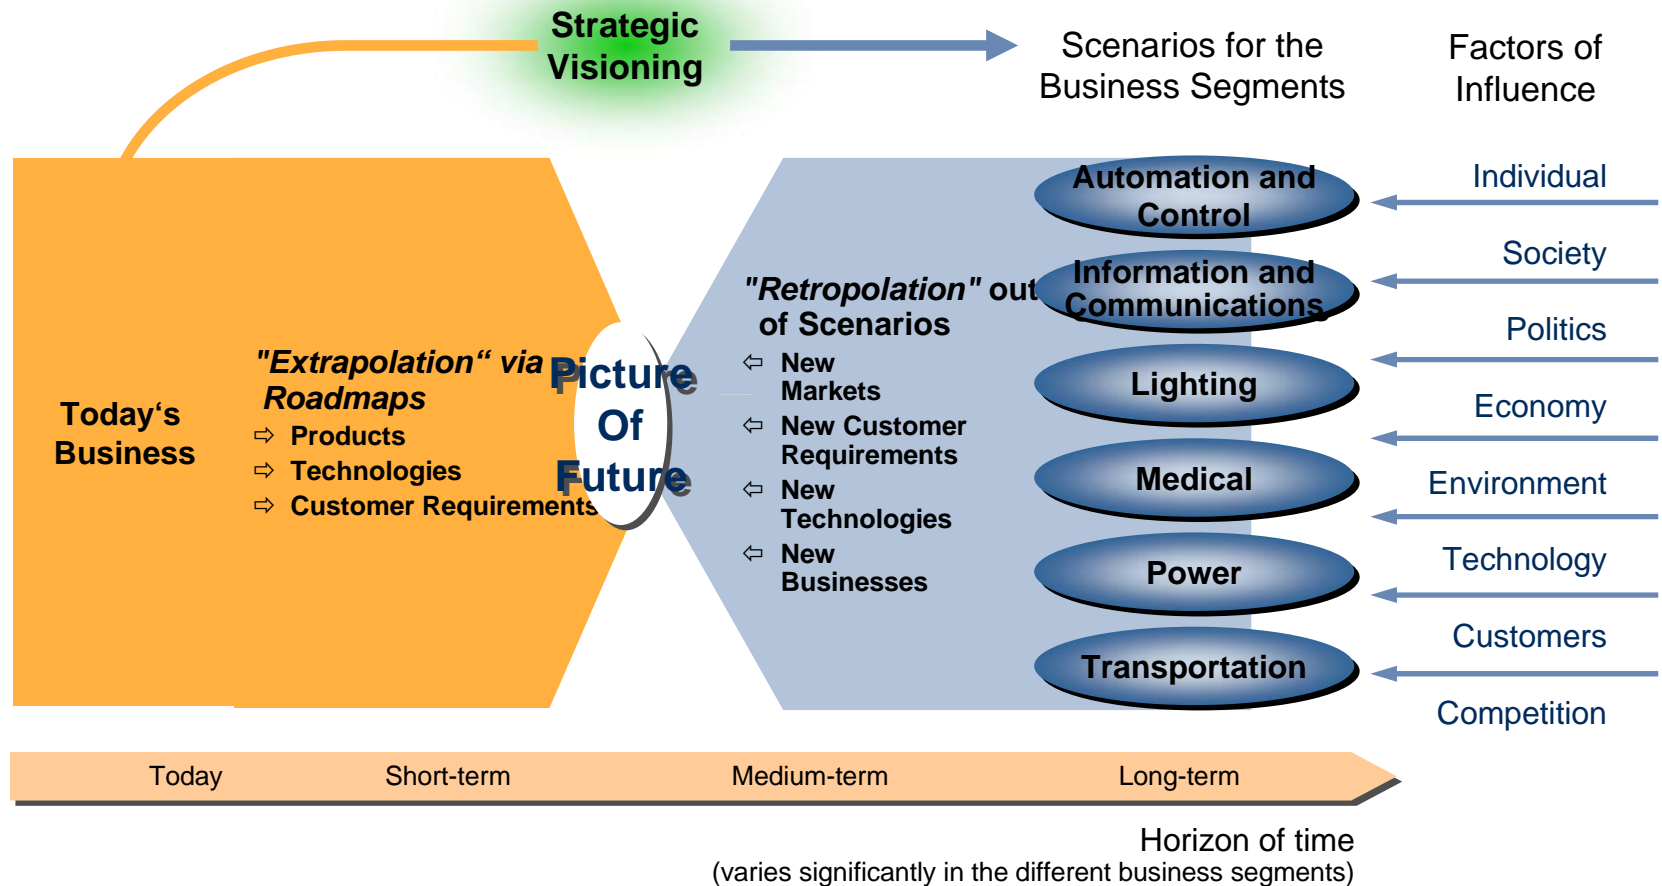 Strategic
Visioning
Scenarios for the
Business Segments
Factors of
Influence
Today‘s
Business
"Extrapolation“ via
Roadmaps
⇨ Products
⇨ Technologies
⇨ Customer Requirements
Picture
Of
Future
"Retropolation" out
of Scenarios
⇦ New
Markets
⇦ New Customer
Requirements
⇦ New
Technologies
⇦ New
Businesses
Automation and
Control
Information and
Communications
Lighting
Medical
Power
Transportation
Individual
Society
Politics
Economy
Environment
Technology
Customers
Competition
Today Short-term Medium-term Long-term
Horizon of time
(varies significantly in the different business segments)